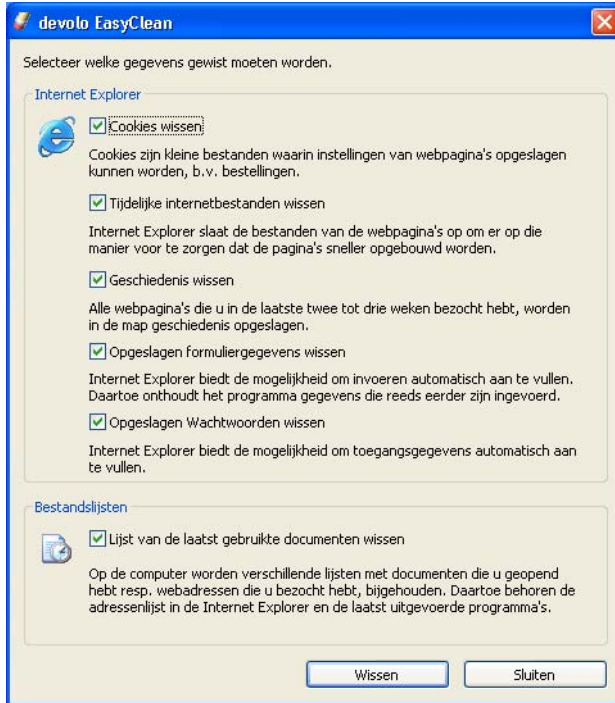 devolo EasyClean
Selecteer welke gegevens gewist moeten worden.
Internet Explorer
Cookies wissen
Cookies zijn kleine bestanden waarin instellingen van webpagina's opgeslagen
kunnen worden, b.v. bestellingen.
Tijdelijke internetbestanden wissen
Internet Explorer slaat de bestanden van de webpagina's op om er op die
manier voor te zorgen dat de pagina's sneller opgebouwd worden.
Geschiedenis wissen
Alle webpagina's die u in de laatste twee tot drie weken bezocht hebt, worden
in de map geschiedenis opgeslagen.
Opgeslagen formuliergegevens wissen
Internet Explorer biedt de mogelijkheid om invoeren automatisch aan te vullen.
Daartoe onthoudt het programma gegevens die reeds eerder zijn ingevoerd.
Opgeslagen Wachtwoorden wissen
Internet Explorer biedt de mogelijkheid om toegangsgegevens automatisch aan
te vullen.
Bestandslijsten
Lijst van de laatst gebruikte documenten wissen
Op de computer worden verschillende lijsten met documenten die u geopend
hebt resp. webadressen die u bezocht hebt, bijgehouden. Daartoe behoren de
adressenlijst in de Internet Explorer en de laatst uitgevoerde programma's.
Wissen
Sluiten